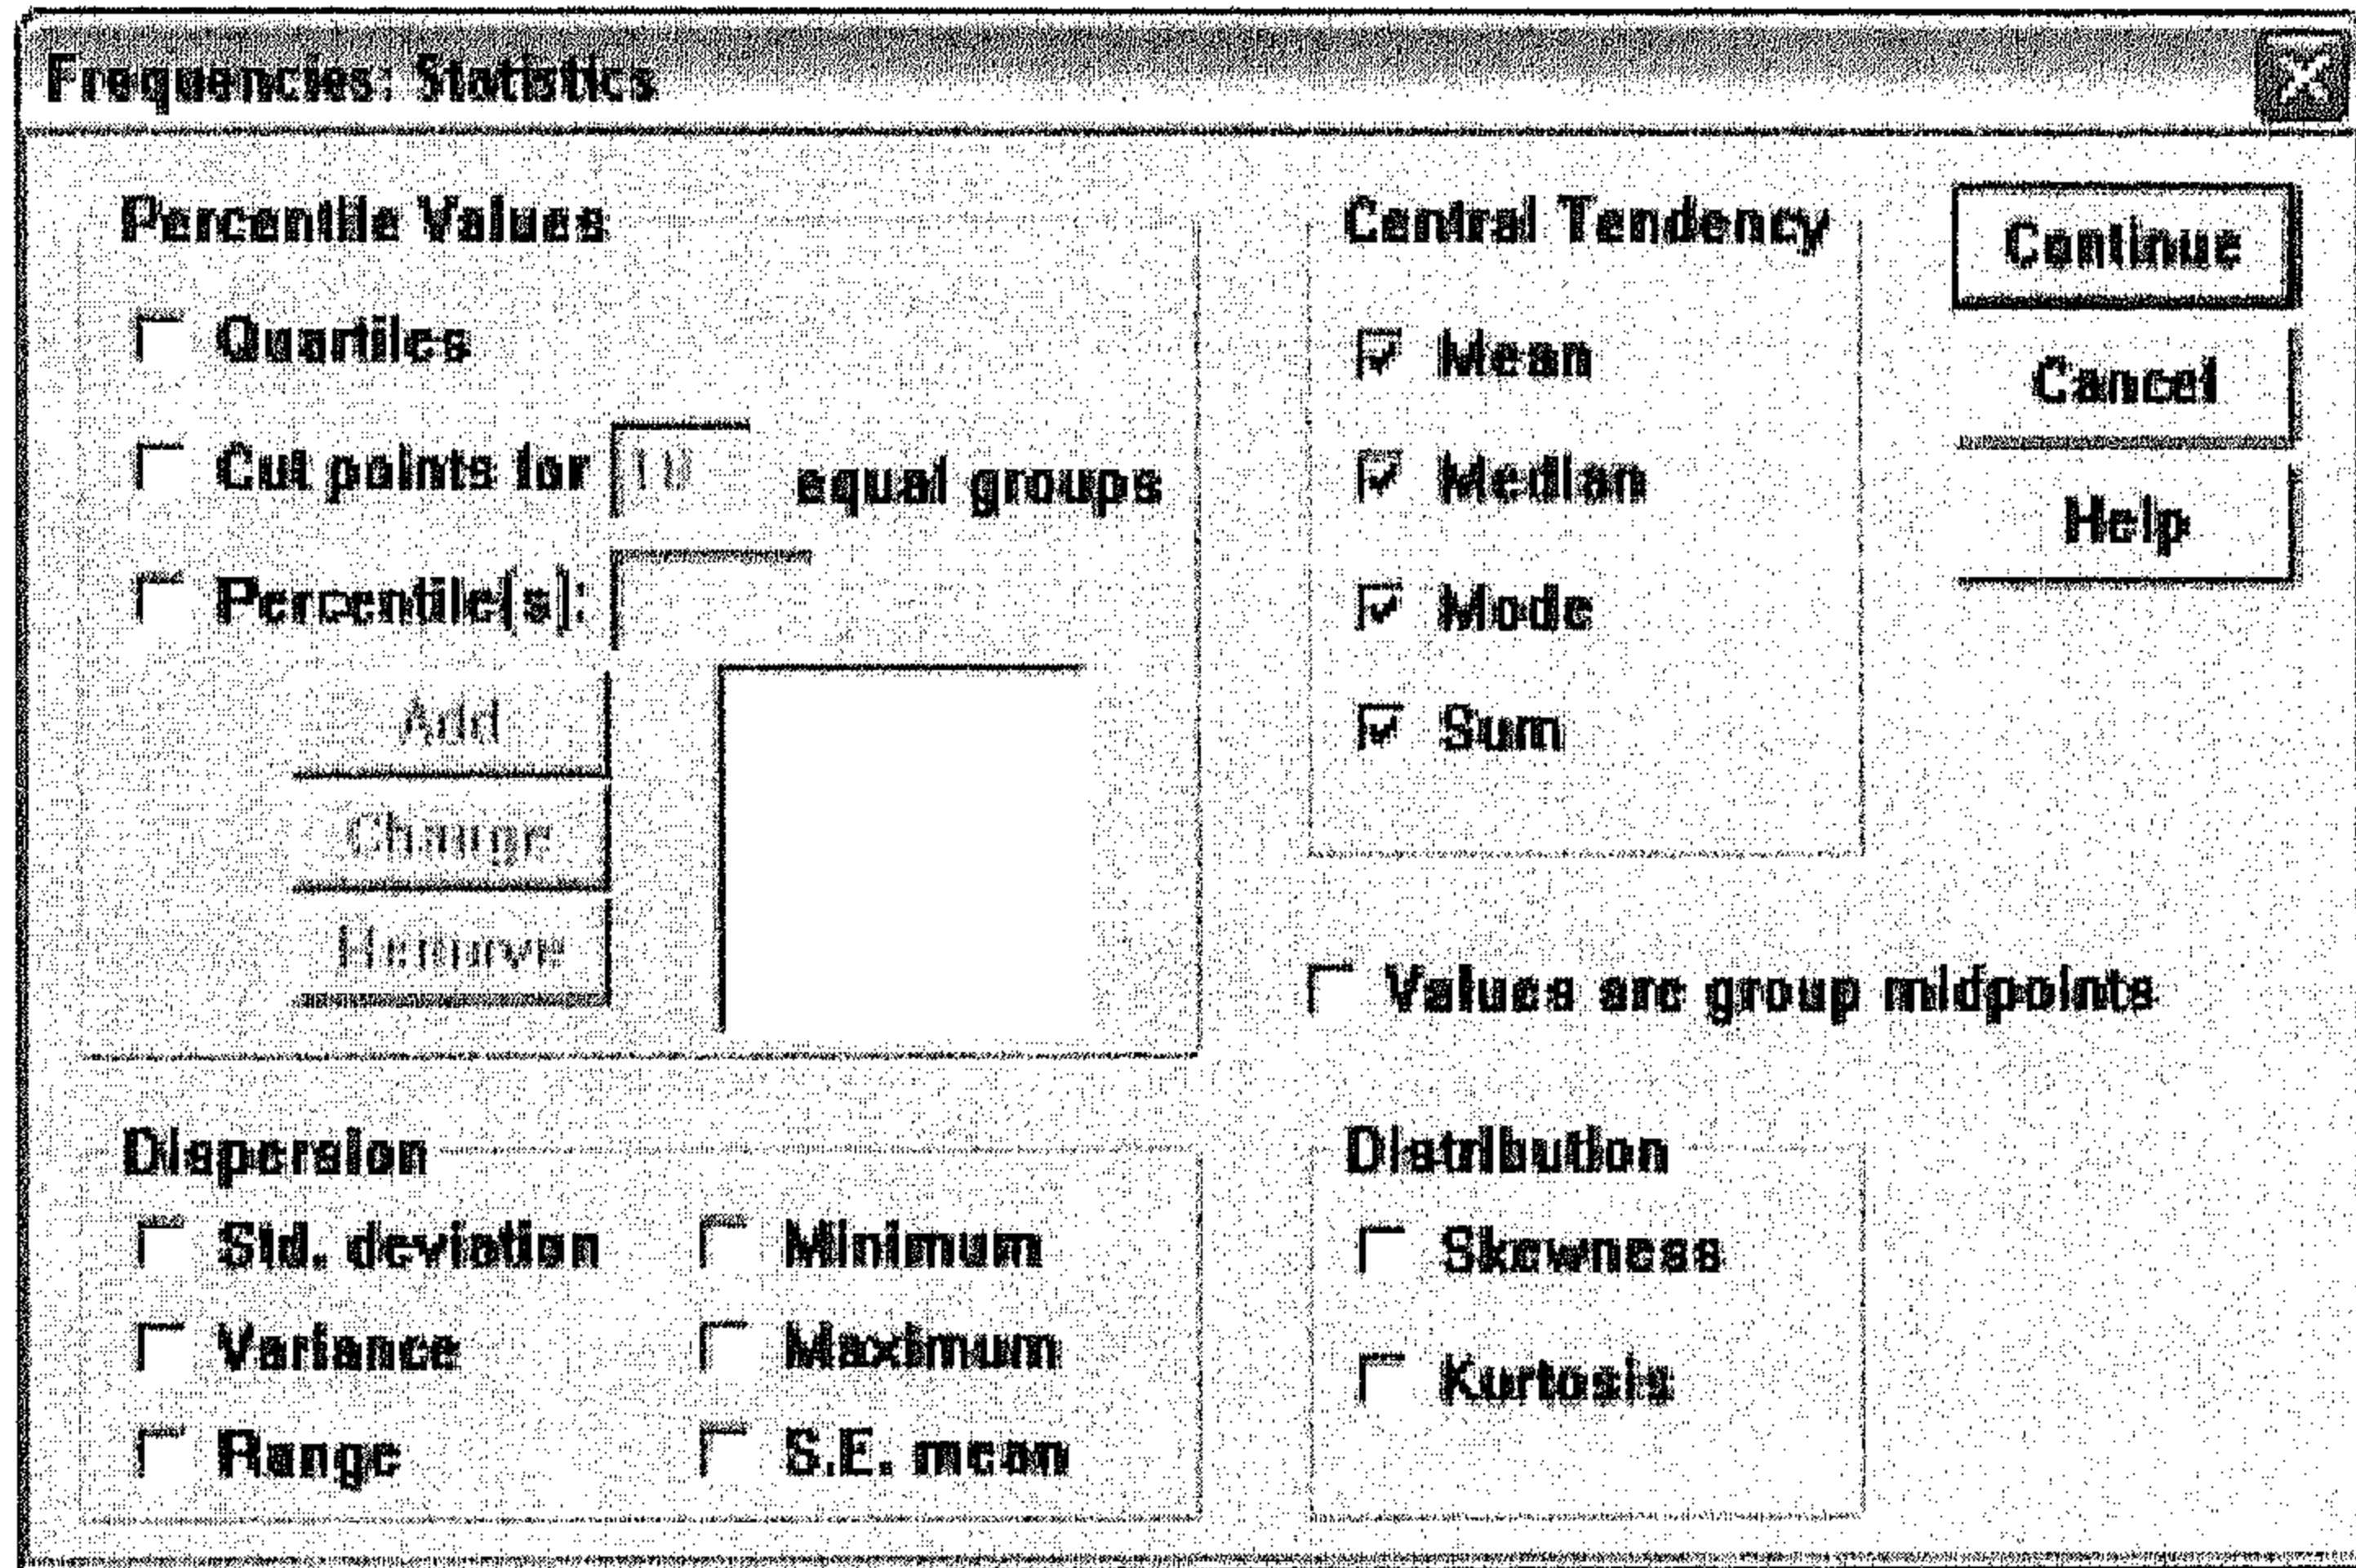 Frequencies: Statistics
Percentile Values
Quartiles
Cut points for 10 equal groups
Percentile(s):
Add
Change
Remove
Central Tendency
Mean
Median
Mode
Sum
Continue
Cancel
Help
Values are group midpoints
Dispersion
Std. deviation
Minimum
Variance
Maximum
Range
S.E. mean
Distribution
Skewness
Kurtosis